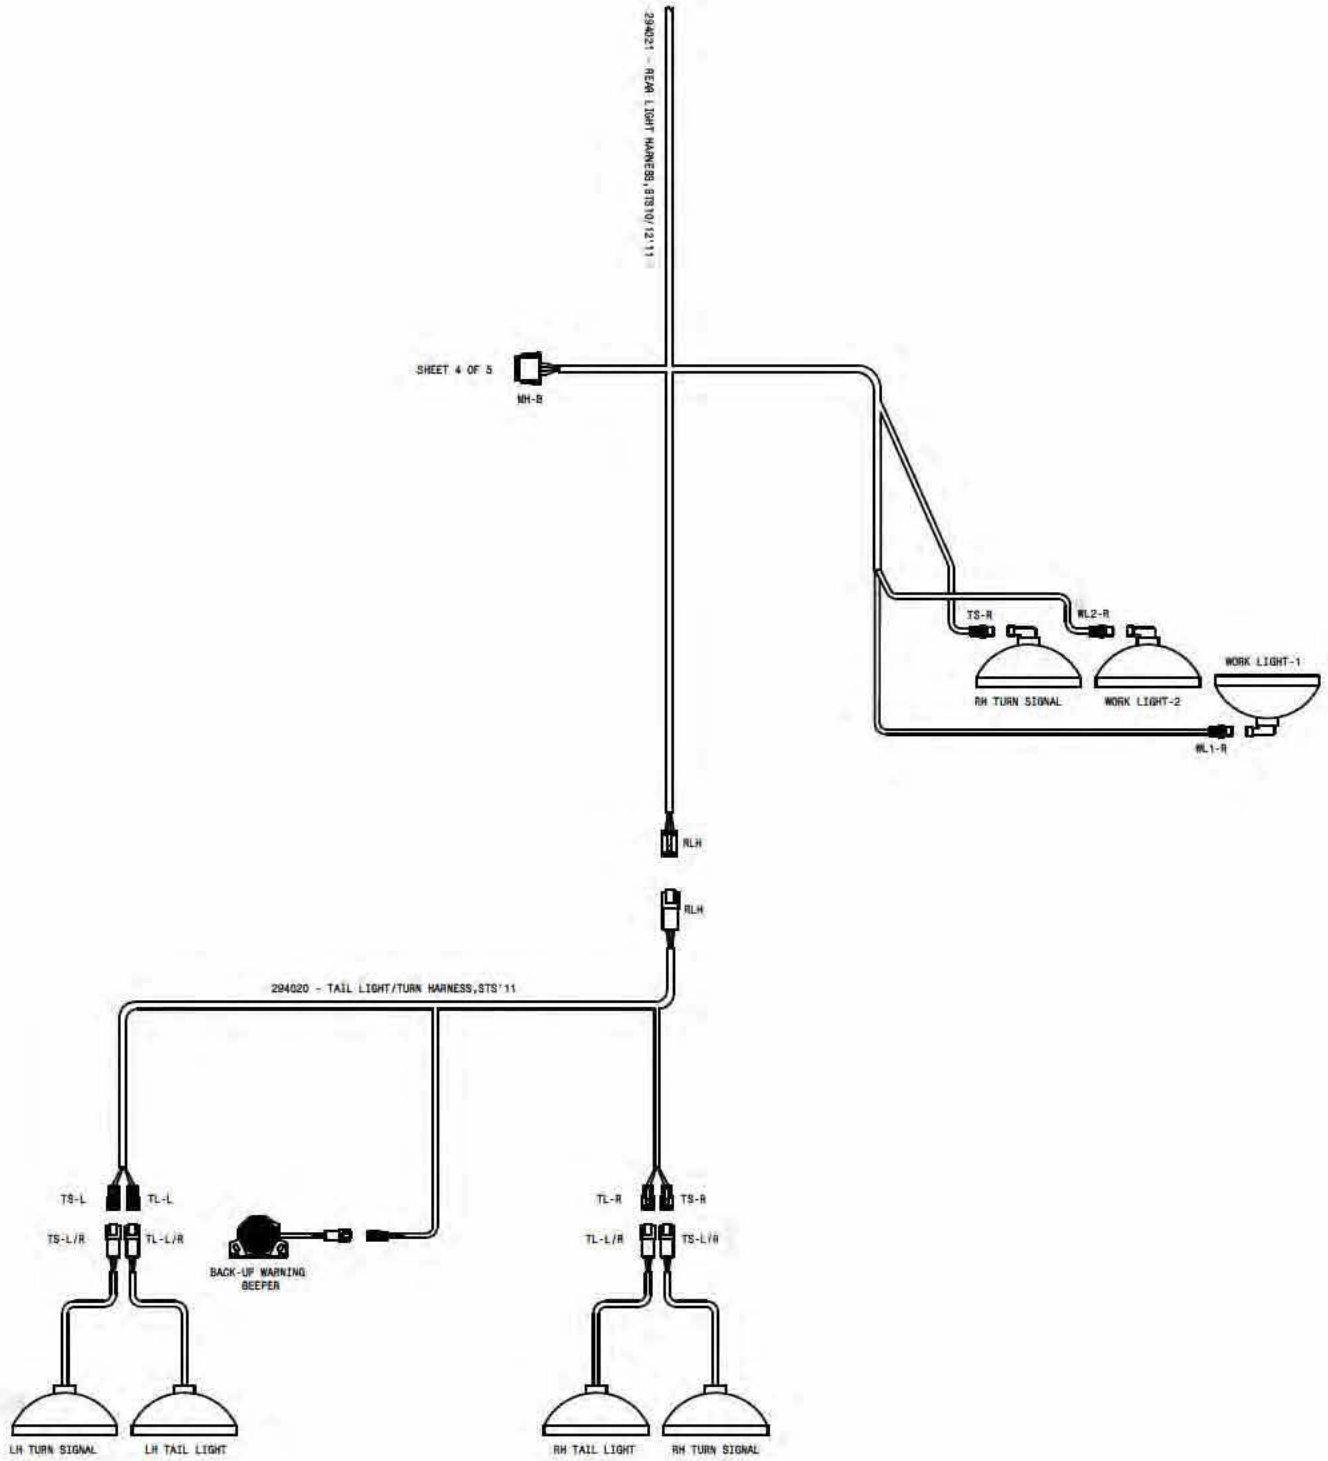 294021 - REAR LIGHT HARNESS,STS10/12'11
SHEET 4 OF 5
MH-B
TS-R
WL2-R
WORK LIGHT-1
RH TURN SIGNAL
WORK LIGHT-2
WL1-R
RLH
RLH
294020 - TAIL LIGHT/TURN HARNESS,STS'11
TS-L
TL-L
TL-R
TS-R
TS-L/R
TL-L/R
TL-L/R
TS-L/R
BACK-UP WARNING
BEEPER
LH TURN SIGNAL
LH TAIL LIGHT
RH TAIL LIGHT
RH TURN SIGNAL